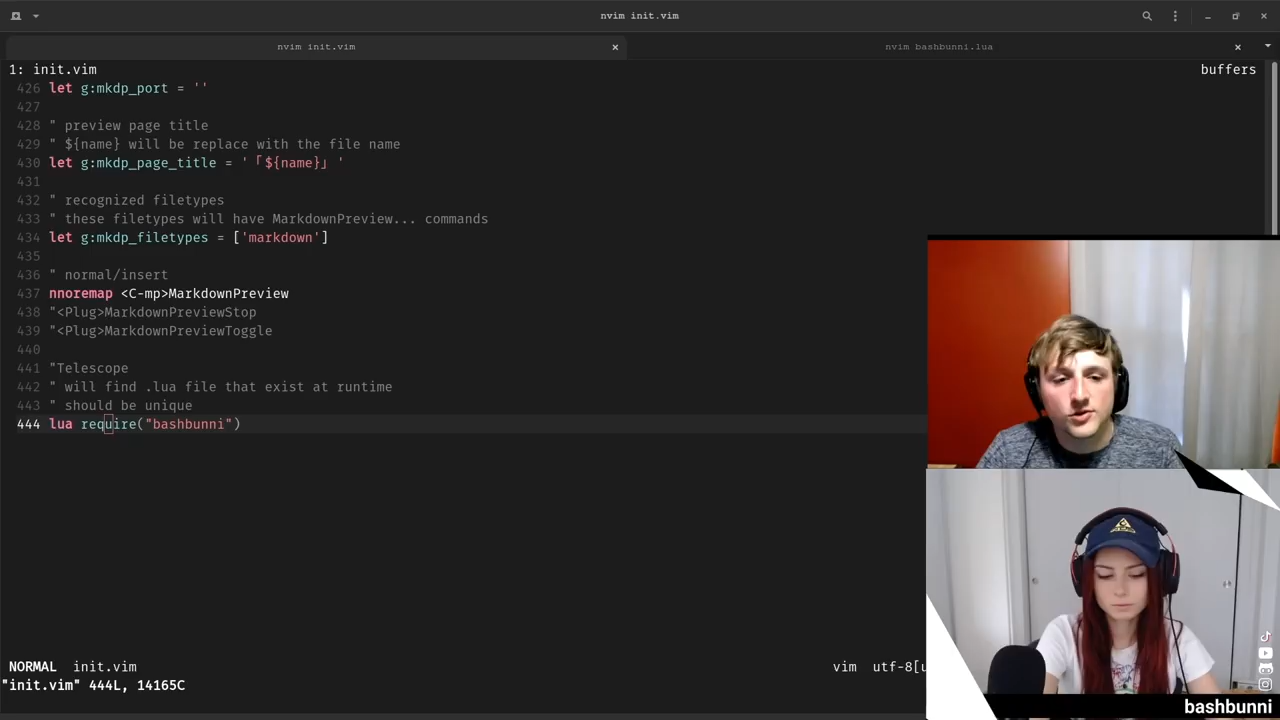 nvim init.vim
nvim init.vim
nvim bashbunni.lua
1: init.vim
buffers
426 let g:mkdp_port = ''
427
428 " preview page title
429 " ${name} will be replace with the file name
430 let g:mkdp_page_title = '「${name}」'
431
432 " recognized filetypes
433 " these filetypes will have MarkdownPreview... commands
434 let g:mkdp_filetypes = ['markdown']
435
436 " normal/insert
437 nnoremap <C-mp>MarkdownPreview
438 "<Plug>MarkdownPreviewStop
439 "<Plug>MarkdownPreviewToggle
440
441 "Telescope
442 " will find .lua file that exist at runtime
443 " should be unique
444 lua require("bashbunni")
NORMAL init.vim
vim utf-8[u
"init.vim" 444L, 14165C
bashbunni